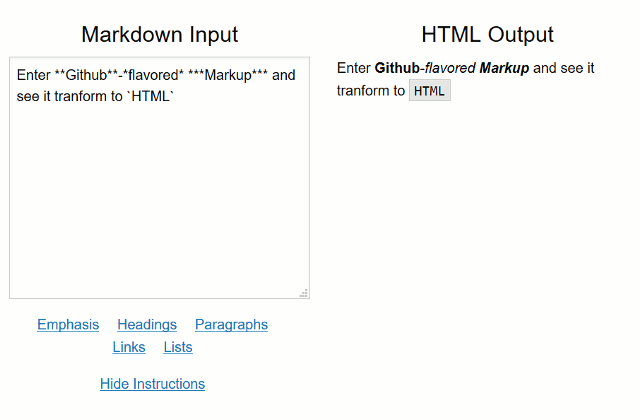 Markdown Input
Enter **Github**-*flavored* ***Markup*** and
see it tranform to `HTML`
Emphasis Headings Paragraphs
Links Lists
Hide Instructions
HTML Output
Enter Github-flavored Markup and see it
tranform to HTML